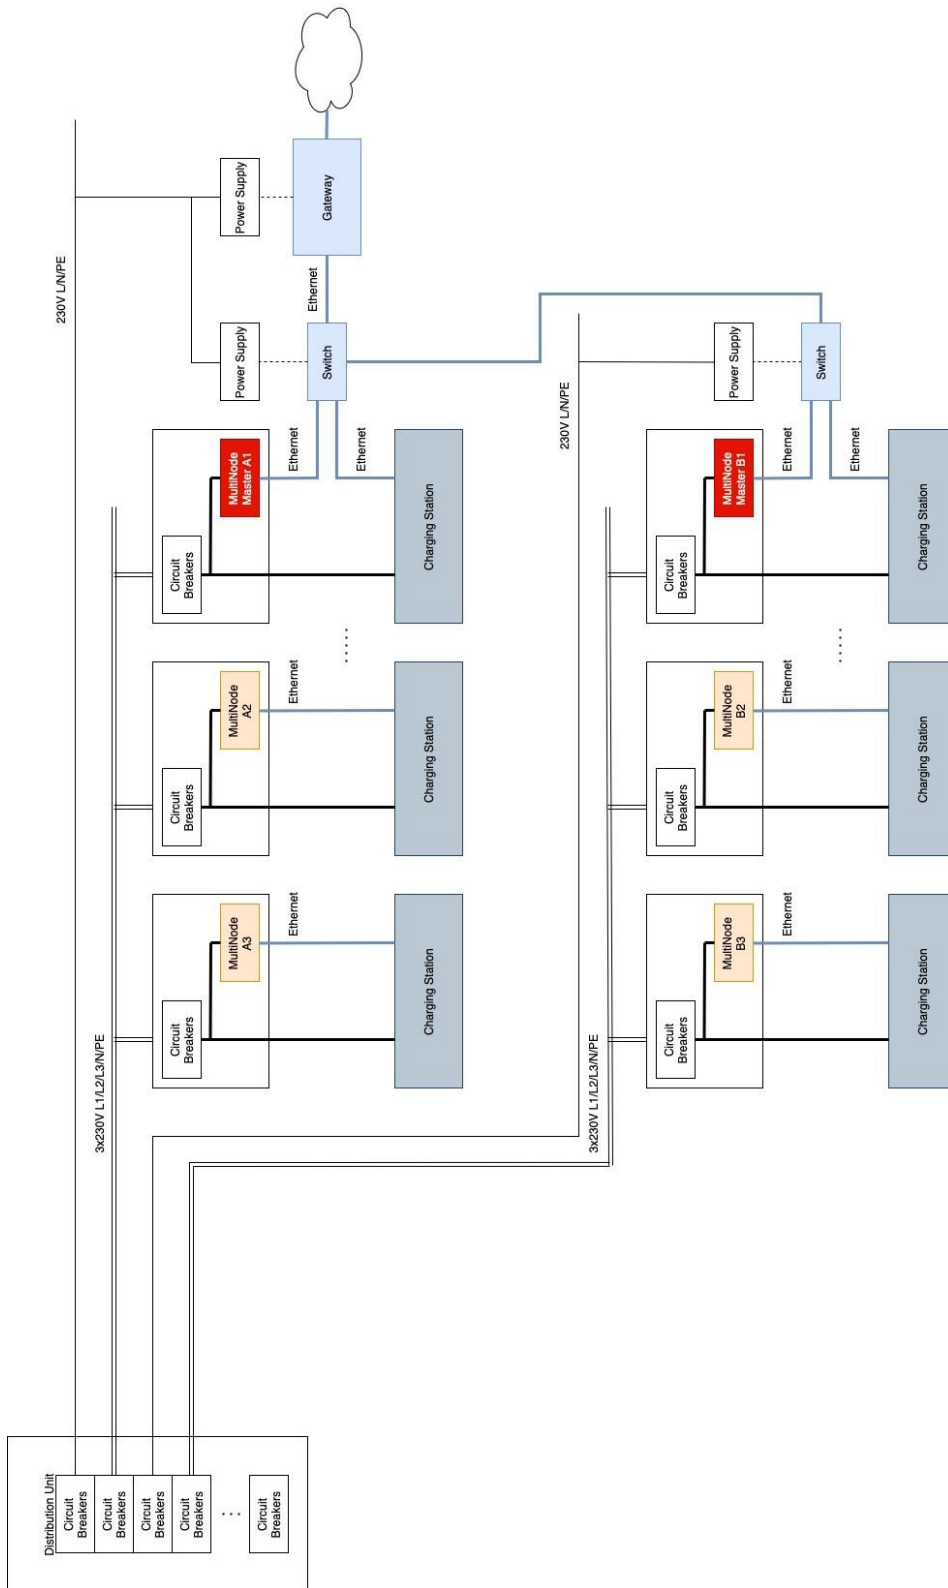 Distribution Unit
230V L/N/PE
Circuit
Breakers
3x230V L1/L2/L3/N/PE
Circuit
Breakers
Circuit
Breakers
Circuit
Breakers
Circuit
Breakers
Circuit
Breakers
Circuit
Breakers
MultiNode
A3
MultiNode
A2
MultiNode
Master A1
Power Supply
Power Supply
Circuit
Breakers
Ethernet
Ethernet
Ethernet
Ethernet
Switch
Gateway
Ethernet
Charging Station
Charging Station
Charging Station
230V L/N/PE
3x230V L1/L2/L3/N/PE
Circuit
Breakers
Circuit
Breakers
Circuit
Breakers
MultiNode
B3
MultiNode
B2
MultiNode
Master B1
Power Supply
Ethernet
Ethernet
Ethernet
Switch
Ethernet
Charging Station
Charging Station
Charging Station